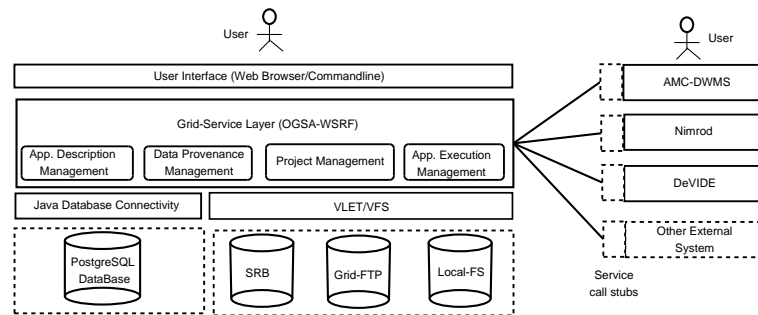 User
User
User Interface (Web Browser/Commandline)
AMC-DWMS
Grid-Service Layer (OGSA-WSRF)
Nimrod
App. Description
Management
Data Provenance
Management
Project Management
App. Execution
Management
DeVIDE
Java Database Connectivity
VLET/VFS
Other External
System
PostgreSQL
DataBase
SRB
Grid-FTP
Local-FS
Service
call stubs